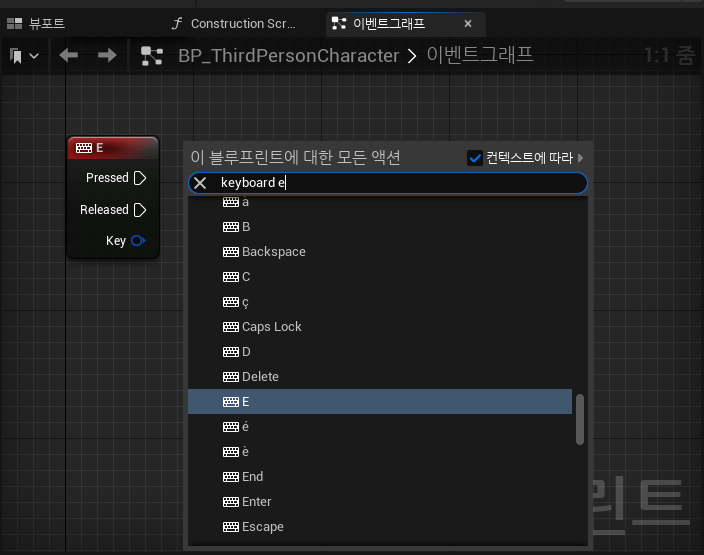 뷰포트
Construction Scr...
이벤트그래프
BP_ThirdPersonCharacter > 이벤트그래프
1:1 줌
E
Pressed
Released
Key
이 블루프린트에 대한 모든 액션
컨텍스트에 따라
keyboard e
à
B
Backspace
C
ç
Caps Lock
D
Delete
E
é
è
End
Enter
Escape
린트